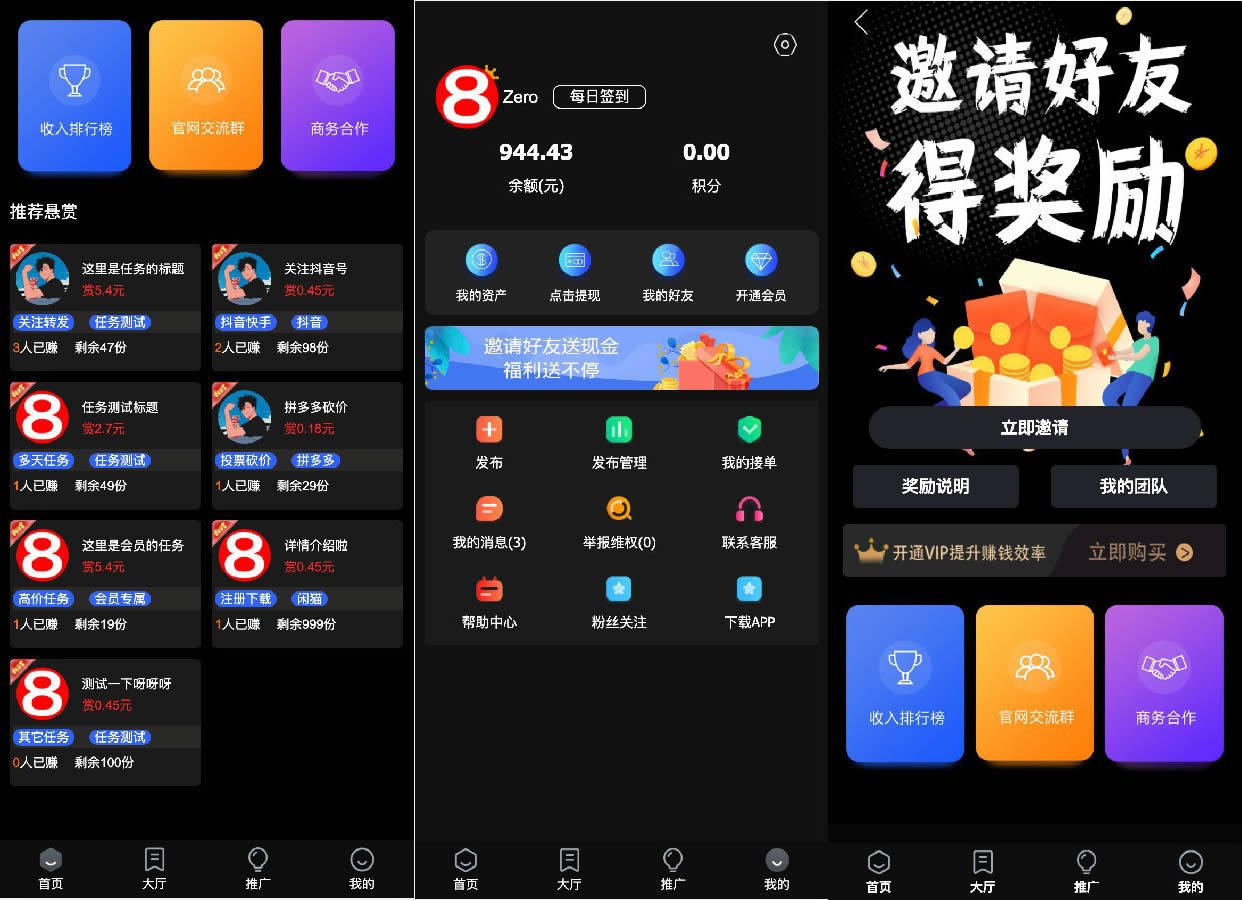 收入排行榜
官网交流群
商务合作
推荐悬赏
这里是任务的标题
赏5.4元
关注转发 任务测试
3人已赚 剩余47份
关注抖音号
赏0.45元
抖音快手 抖音
2人已赚 剩余98份
8
任务测试标题
赏2.7元
多天任务 任务测试
1人已赚 剩余49份
拼多多砍价
赏0.18元
投票砍价 拼多多
1人已赚 剩余29份
8
这里是会员的任务
赏5.4元
高价任务 会员专属
1人已赚 剩余19份
8
详情介绍啦
赏0.45元
注册下载 闲猫
1人已赚 剩余999份
8
测试一下呀呀呀
赏0.45元
其它任务 任务测试
0人已赚 剩余100份
首页 大厅 推广 我的
8
Zero 每日签到
944.43 0.00
余额(元) 积分
我的资产 点击提现 我的好友 开通会员
邀请好友送现金
福利送不停
发布 发布管理 我的接单
我的消息(3) 举报维权(0) 联系客服
帮助中心 粉丝关注 下载APP
首页 大厅 推广 我的
邀请好友
得奖励
立即邀请
奖励说明 我的团队
开通VIP提升赚钱效率 立即购买
收入排行榜 官网交流群 商务合作
首页 大厅 推广 我的